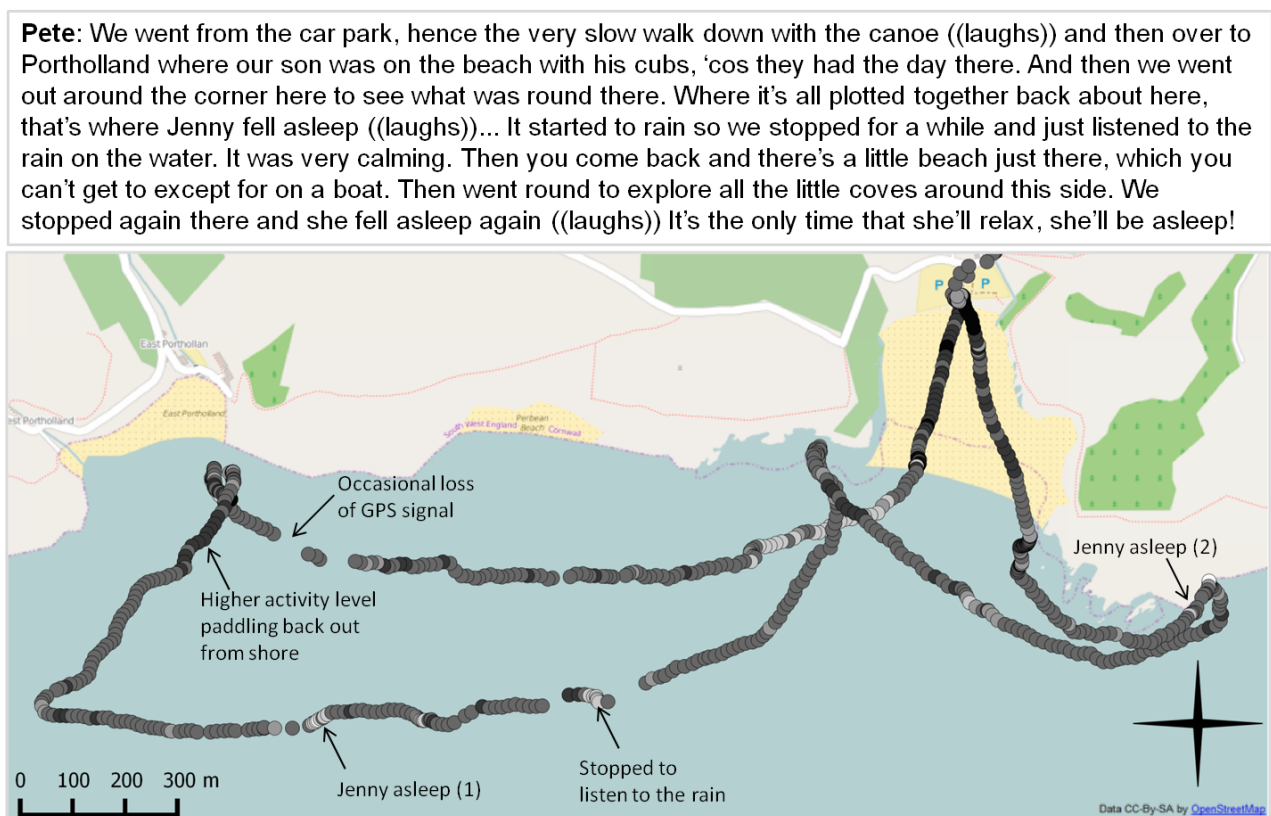 Pete: We went from the car park, hence the very slow walk down with the canoe ((laughs)) and then over to
Portholland where our son was on the beach with his cubs, ‘cos they had the day there. And then we went
out around the corner here to see what was round there. Where it’s all plotted together back about here,
that’s where Jenny fell asleep ((laughs))... It started to rain so we stopped for a while and just listened to the
rain on the water. It was very calming. Then you come back and there’s a little beach just there, which you
can’t get to except for on a boat. Then went round to explore all the little coves around this side. We
stopped again there and she fell asleep again ((laughs)) It’s the only time that she’ll relax, she’ll be asleep!
P P
East Porthollan
East Portholland
est Portholland
Perbean
Beach
South West England
Cornwall
Occasional loss
of GPS signal
Jenny asleep (2)
Higher activity level
paddling back out
from shore
Stopped to
listen to the rain
Jenny asleep (1)
0 100 200 300 m
Data CC-By-SA by OpenStreetMap